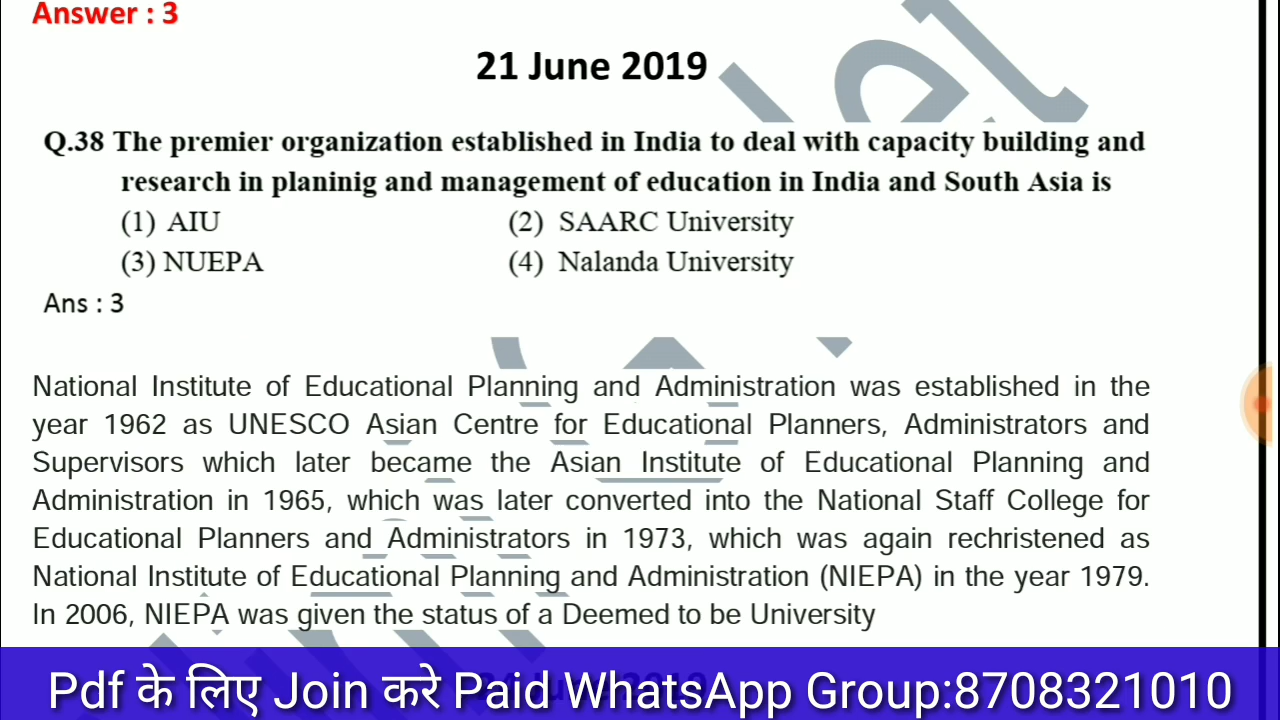 Answer : 3
21 June 2019
Q.38 The premier organization established in India to deal with capacity building and
research in planinig and management of education in India and South Asia is
(1) AIU (2) SAARC University
(3) NUEPA (4) Nalanda University
Ans : 3
National Institute of Educational Planning and Administration was established in the
year 1962 as UNESCO Asian Centre for Educational Planners, Administrators and
Supervisors which later became the Asian Institute of Educational Planning and
Administration in 1965, which was later converted into the National Staff College for
Educational Planners and Administrators in 1973, which was again rechristened as
National Institute of Educational Planning and Administration (NIEPA) in the year 1979.
In 2006, NIEPA was given the status of a Deemed to be University
Pdf के लिए Join करे Paid WhatsApp Group:8708321010